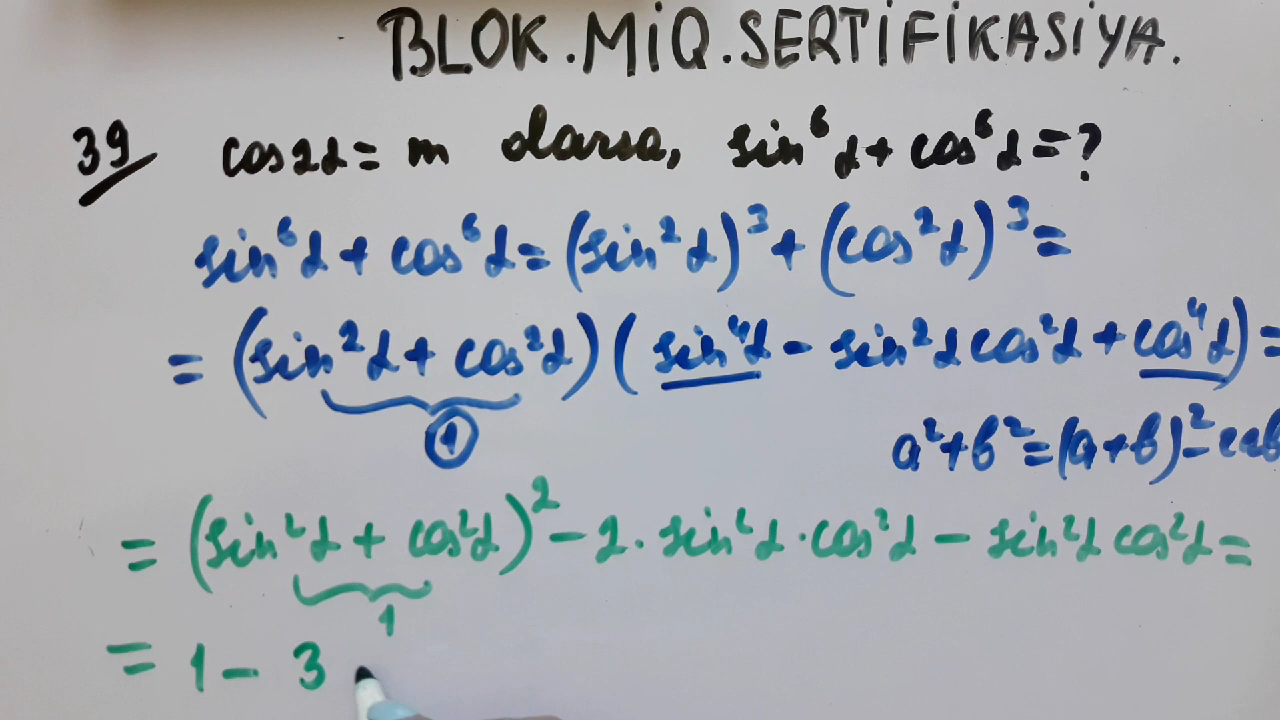 BLOK.MİQ.SERTİFİKASİYA.
39 cos2α = m olarsa, sin⁶α + cos⁶α = ?
sin⁶α + cos⁶α = (sin²α)³ + (cos²α)³ =
= (sin²α + cos²α)(sin⁴α - sin²α cos²α + cos⁴α) =
1
a²+b²=(a+b)²-2ab
= (sin²α + cos²α)² - 2·sin²α·cos²α - sin²α cos²α =
1
= 1 - 3